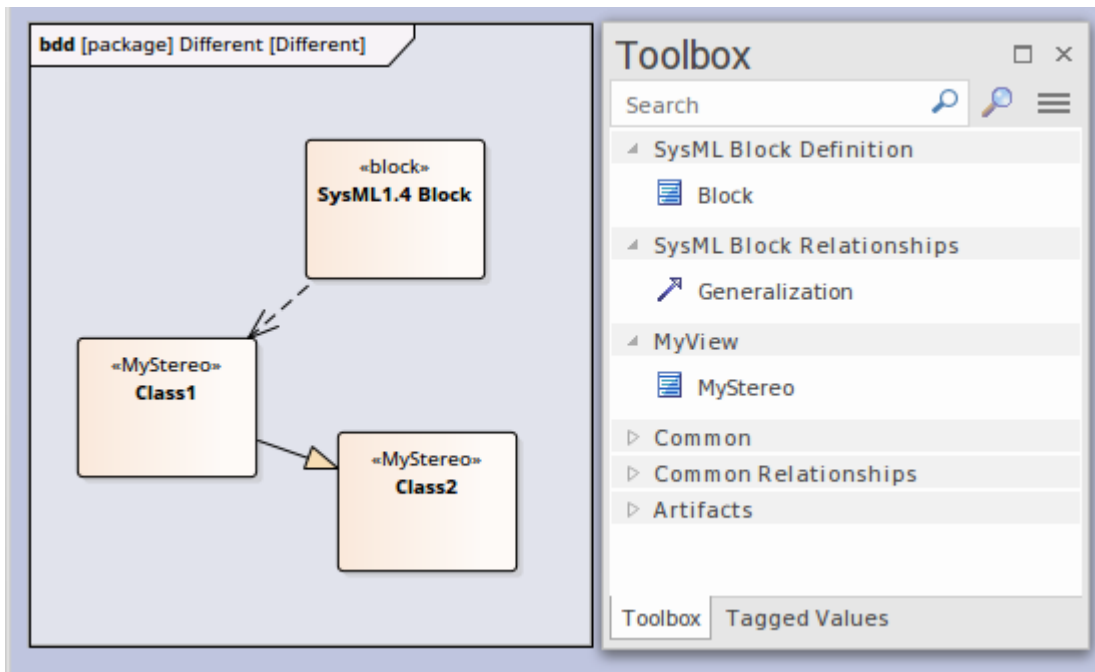 bdd [package] Different [Different]
«block»
SysML1.4 Block
«MyStereo»
Class1
«MyStereo»
Class2
Toolbox
Search
SysML Block Definition
Block
SysML Block Relationships
Generalization
MyView
MyStereo
Common
Common Relationships
Artifacts
Toolbox Tagged Values